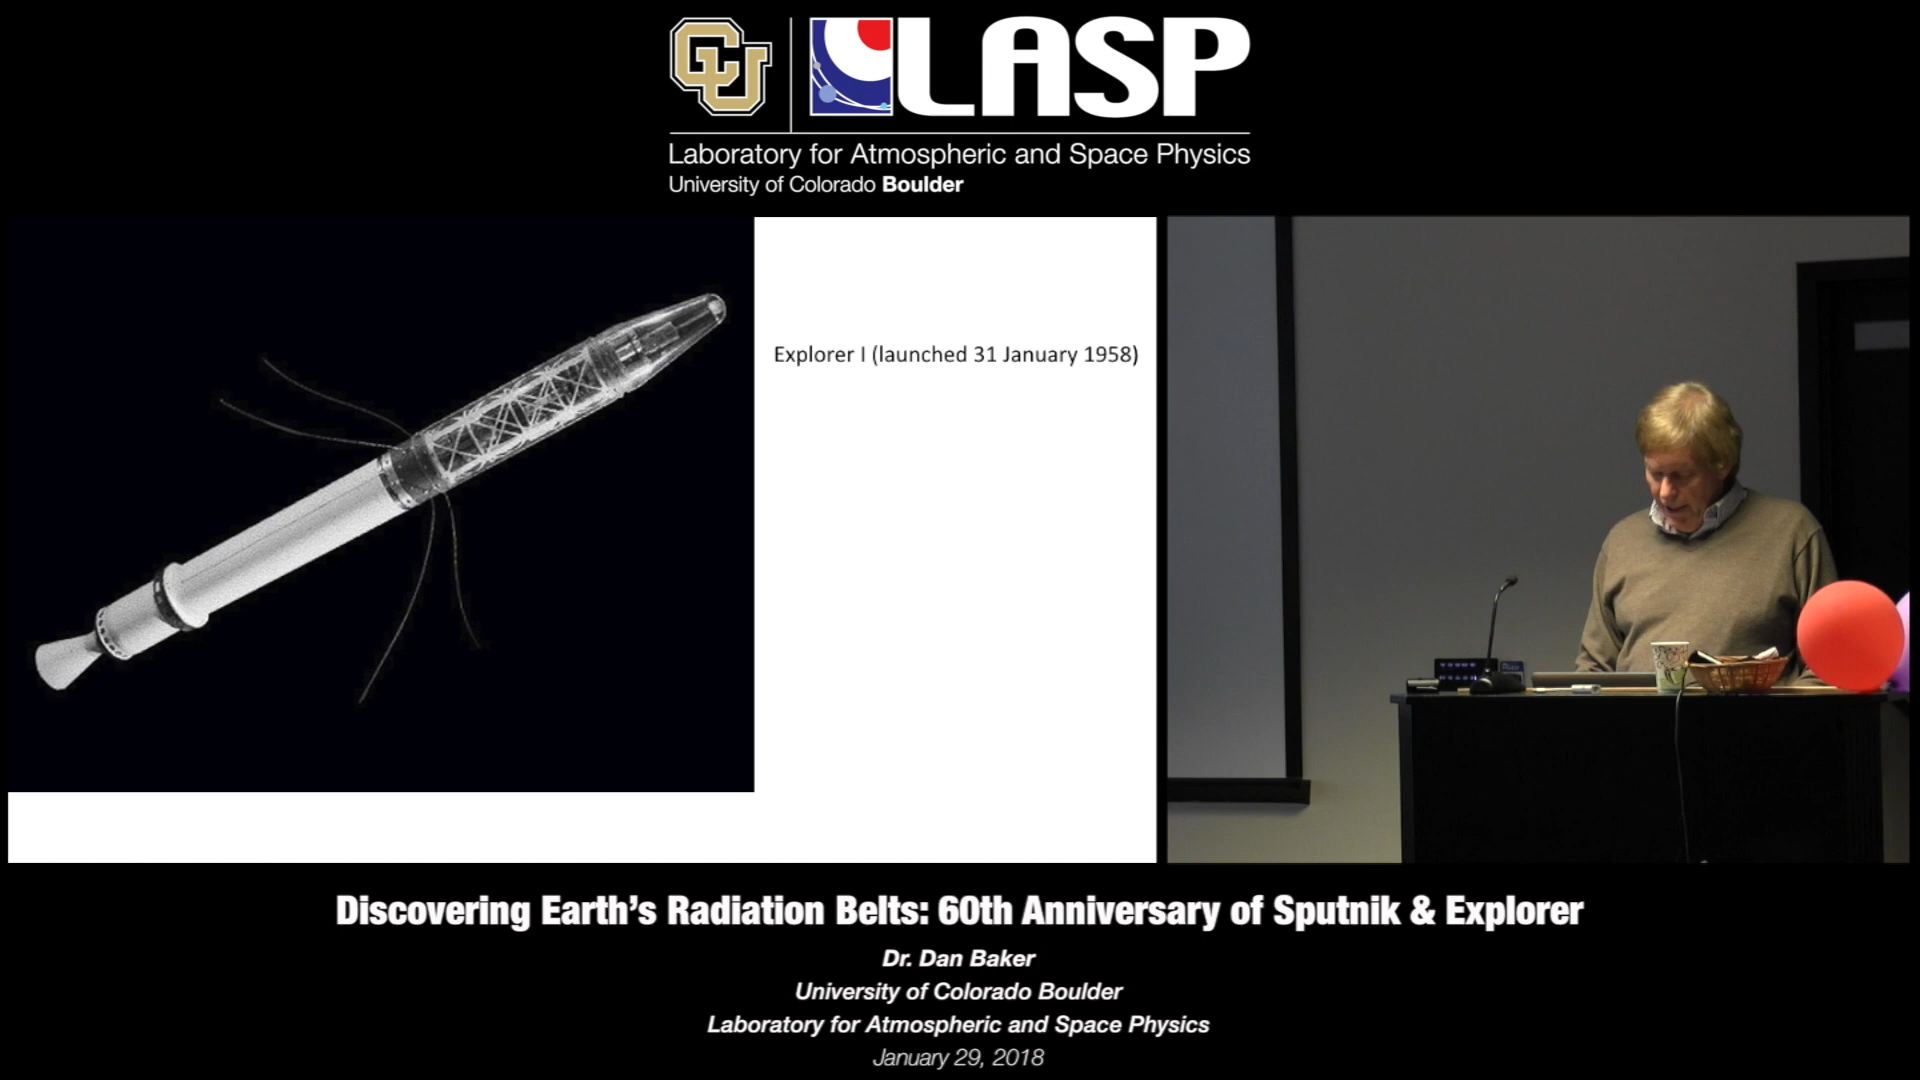 CU LASP
Laboratory for Atmospheric and Space Physics
University of Colorado Boulder
Explorer I (launched 31 January 1958)
Discovering Earth's Radiation Belts: 60th Anniversary of Sputnik & Explorer
Dr. Dan Baker
University of Colorado Boulder
Laboratory for Atmospheric and Space Physics
January 29, 2018